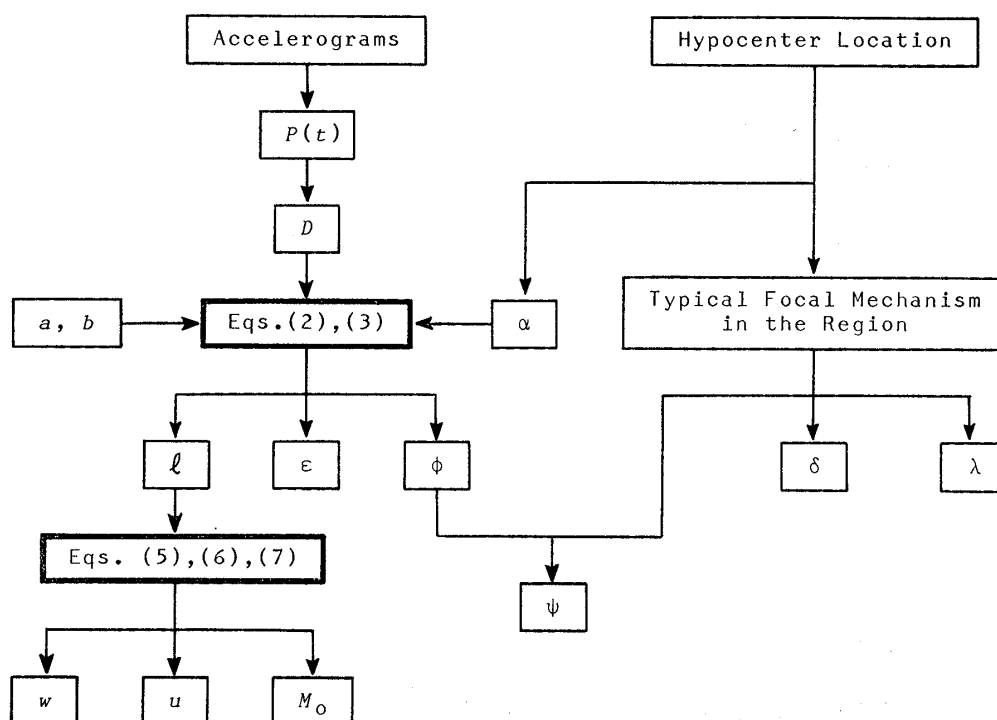 Accelerograms
Hypocenter Location
P(t)
D
a, b
Eqs.(2),(3)
α
Typical Focal Mechanism
in the Region
ℓ
ε
ϕ
δ
λ
Eqs. (5),(6),(7)
ψ
w
u
M₀